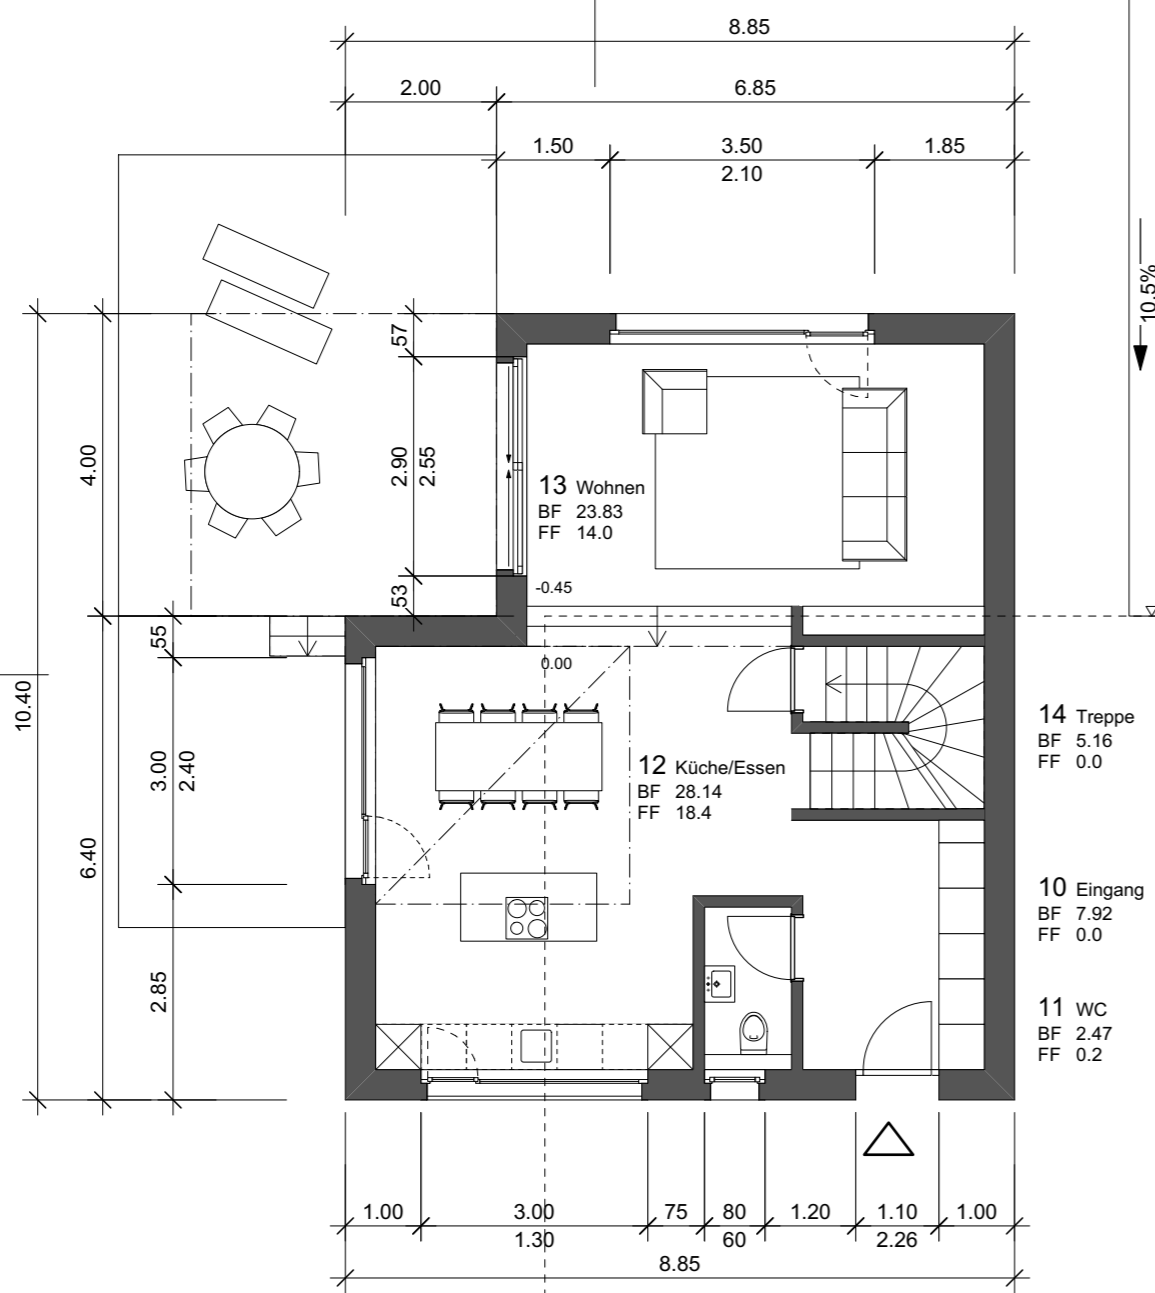 8.85
2.00 6.85
1.50 3.50 1.85
2.10
10.5%
57
4.00
2.90
2.55
13 Wohnen
BF 23.83
FF 14.0
-0.45
53
55
0.00
10.40
14 Treppe
BF 5.16
FF 0.0
3.00
2.40
12 Küche/Essen
BF 28.14
FF 18.4
6.40
10 Eingang
BF 7.92
FF 0.0
2.85
11 WC
BF 2.47
FF 0.2
1.00 3.00 75 80 1.20 1.10 1.00
1.30 60 2.26
8.85